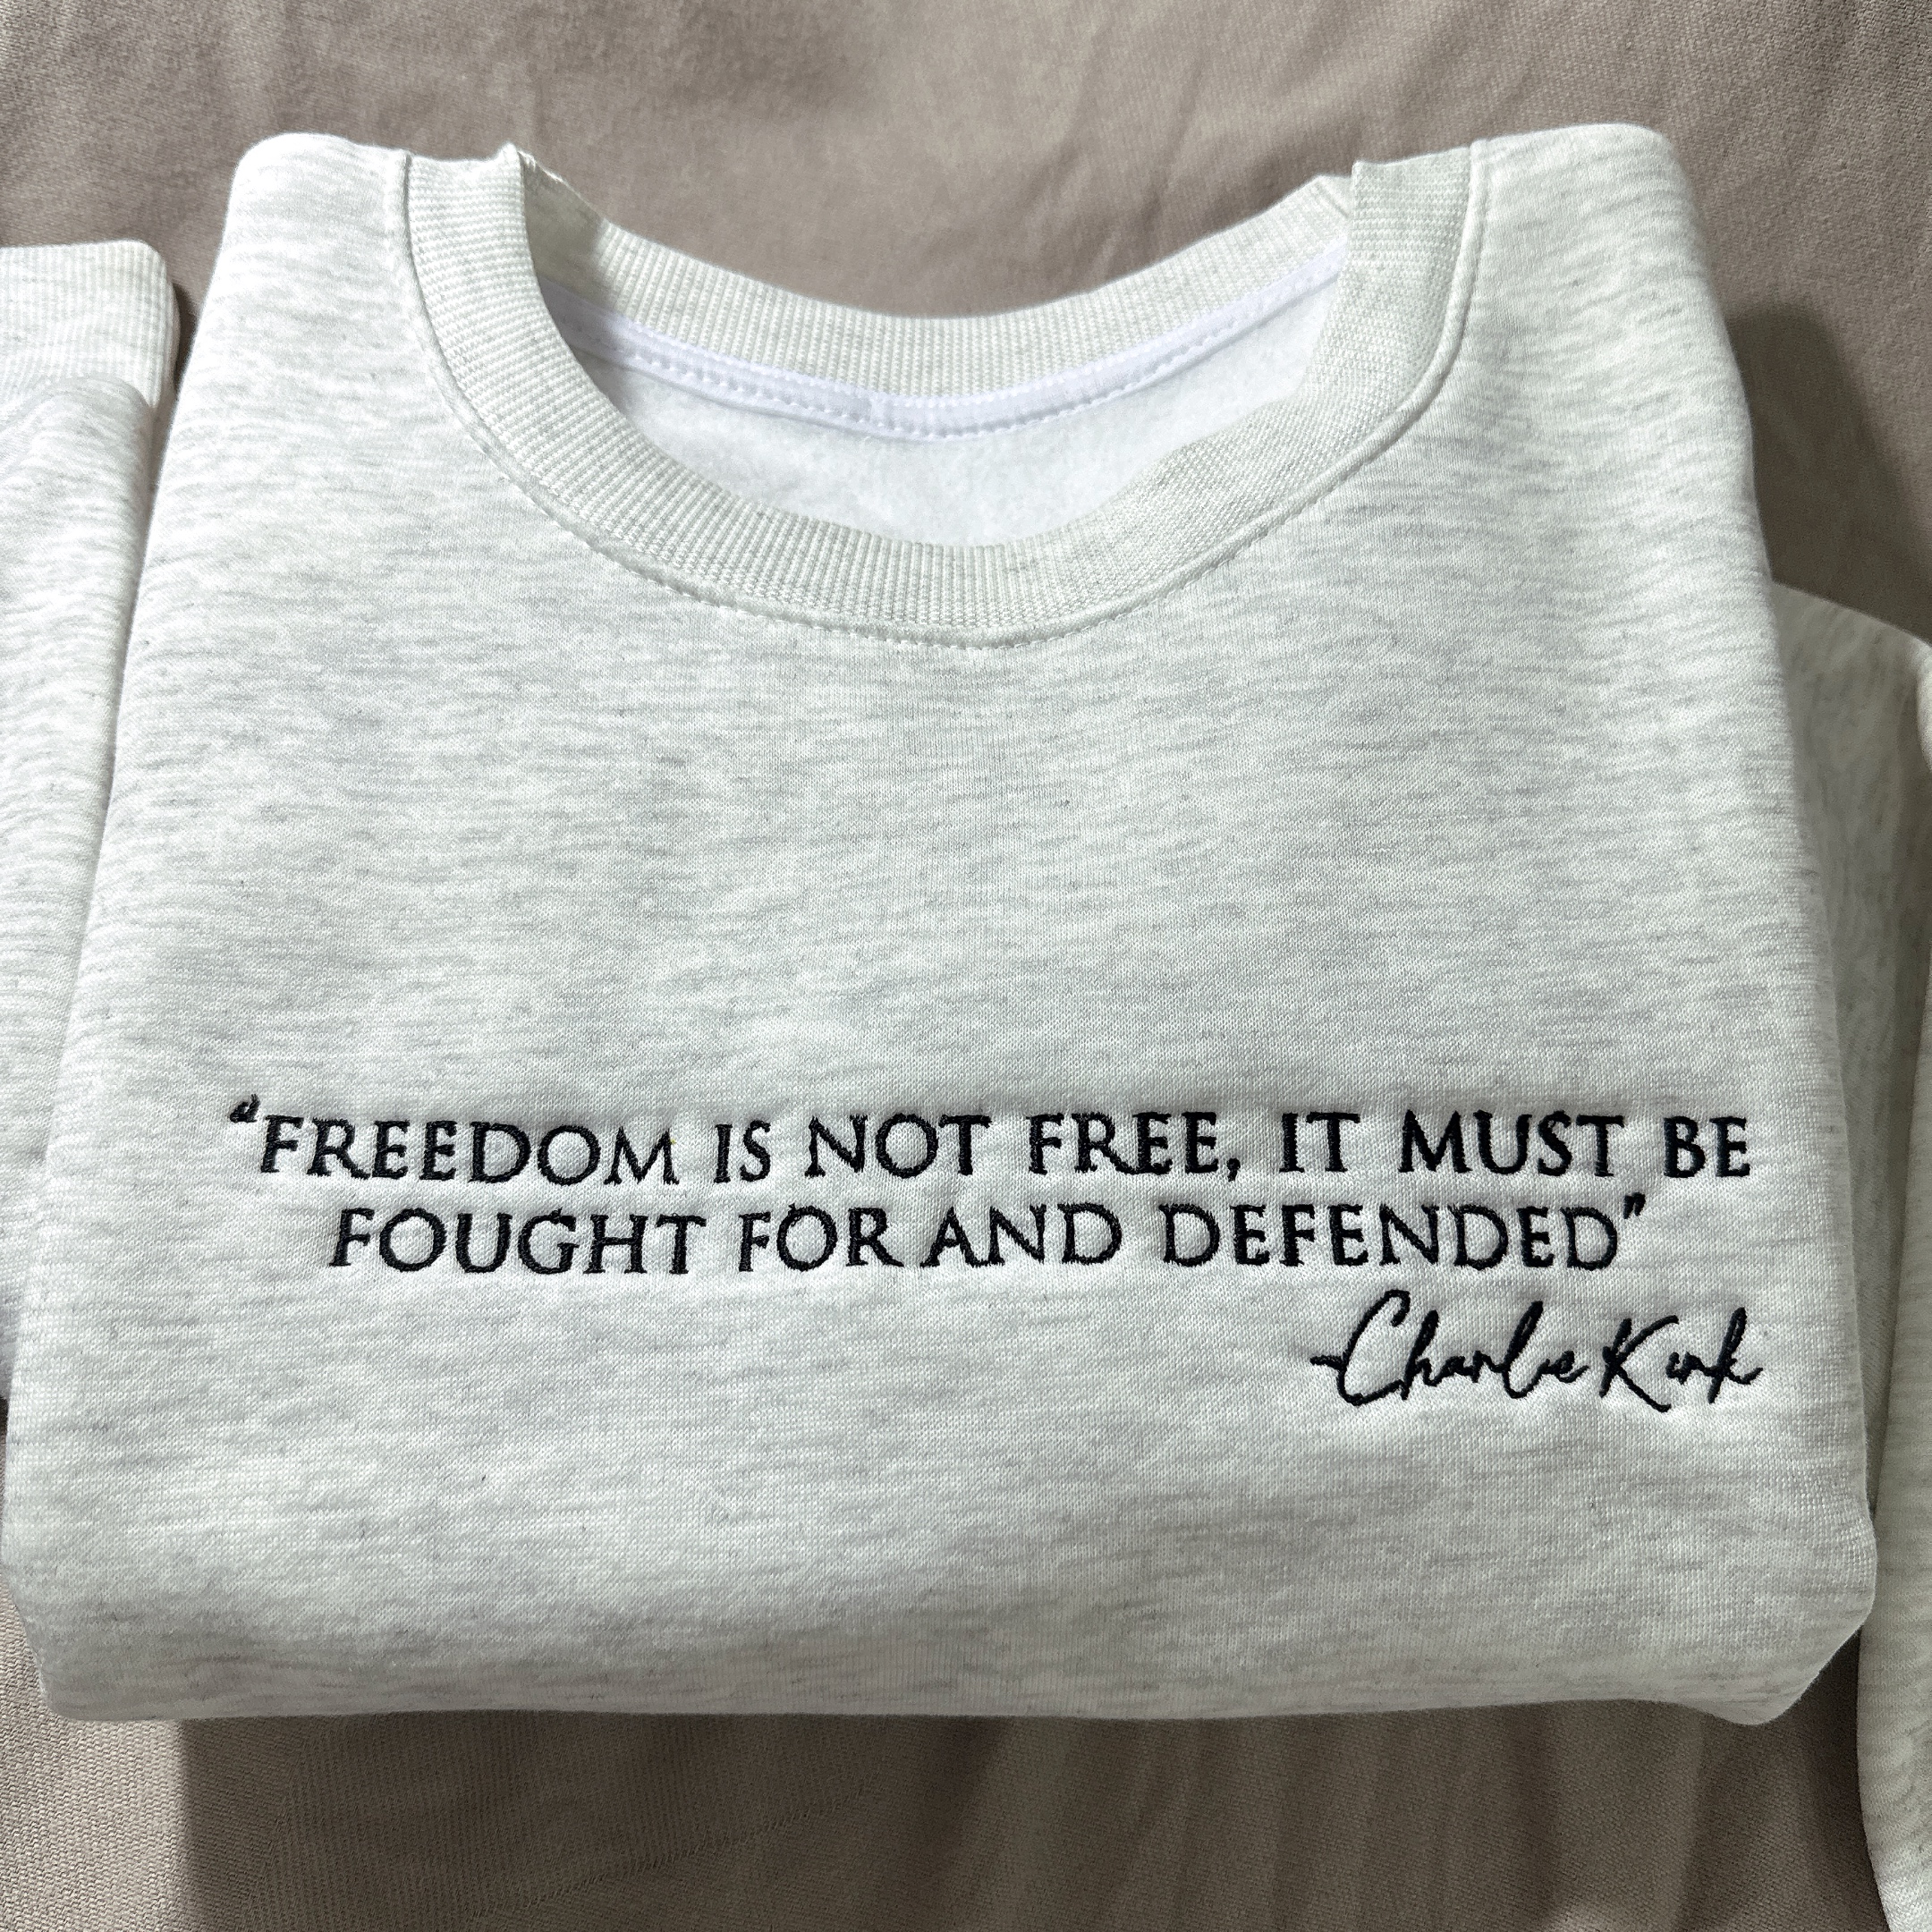 “FREEDOM IS NOT FREE, IT MUST BE
FOUGHT FOR AND DEFENDED”
-Charlie Kirk